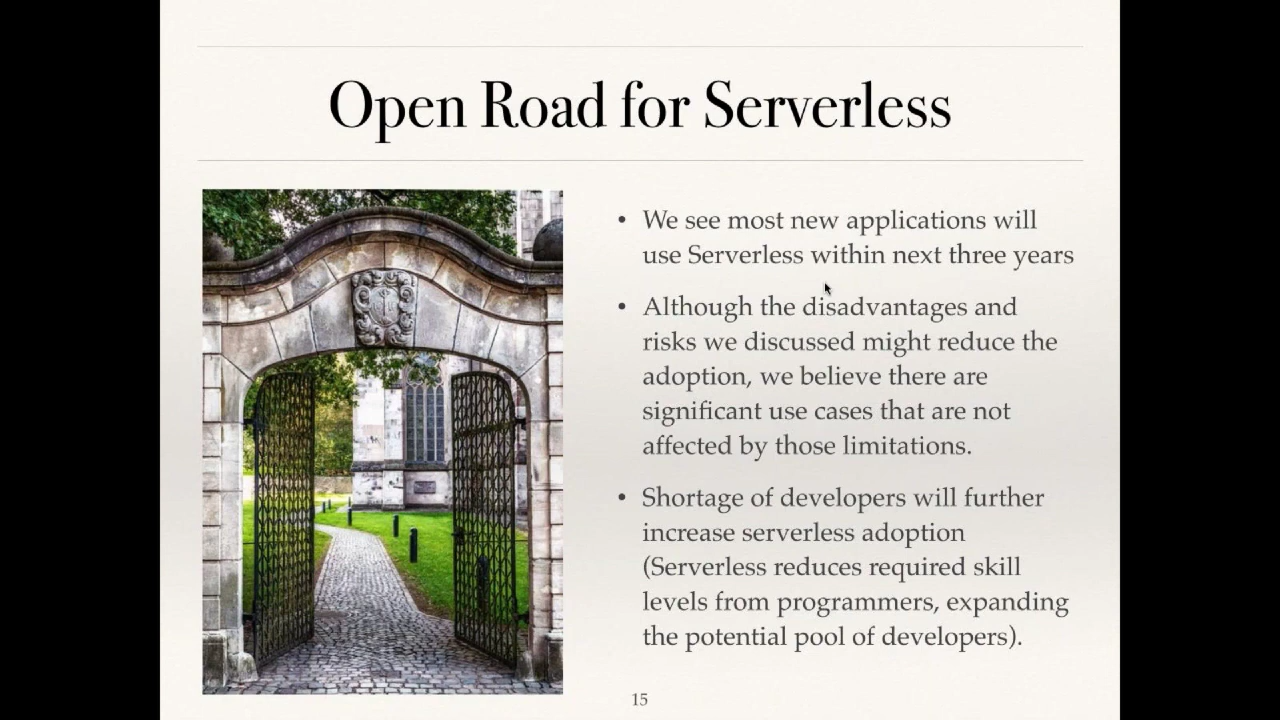 Open Road for Serverless
• We see most new applications will
use Serverless within next three years
• Although the disadvantages and
risks we discussed might reduce the
adoption, we believe there are
significant use cases that are not
affected by those limitations.
• Shortage of developers will further
increase serverless adoption
(Serverless reduces required skill
levels from programmers, expanding
the potential pool of developers).
15